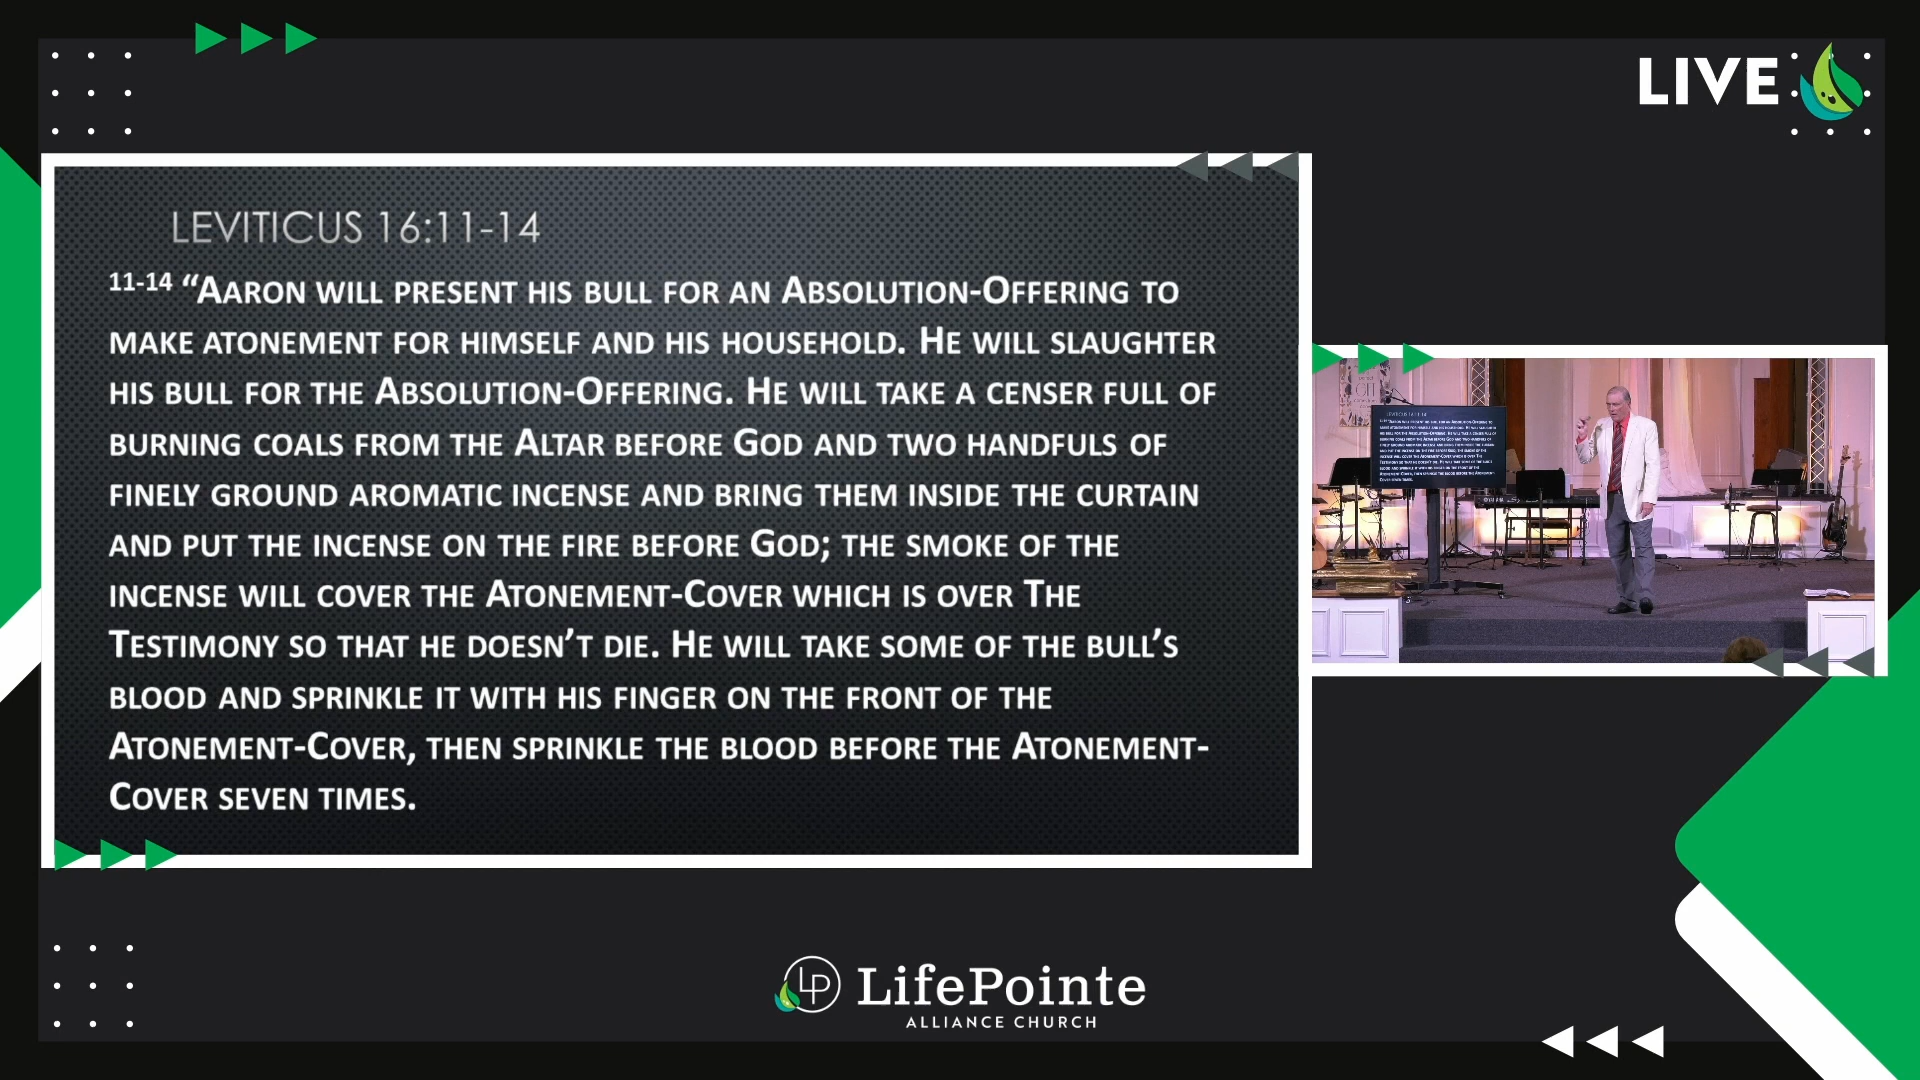 LIVE
LEVITICUS 16:11-14
11-14 “AARON WILL PRESENT HIS BULL FOR AN ABSOLUTION-OFFERING TO
MAKE ATONEMENT FOR HIMSELF AND HIS HOUSEHOLD. HE WILL SLAUGHTER
HIS BULL FOR THE ABSOLUTION-OFFERING. HE WILL TAKE A CENSER FULL OF
BURNING COALS FROM THE ALTAR BEFORE GOD AND TWO HANDFULS OF
FINELY GROUND AROMATIC INCENSE AND BRING THEM INSIDE THE CURTAIN
AND PUT THE INCENSE ON THE FIRE BEFORE GOD; THE SMOKE OF THE
INCENSE WILL COVER THE ATONEMENT-COVER WHICH IS OVER THE
TESTIMONY SO THAT HE DOESN’T DIE. HE WILL TAKE SOME OF THE BULL’S
BLOOD AND SPRINKLE IT WITH HIS FINGER ON THE FRONT OF THE
ATONEMENT-COVER, THEN SPRINKLE THE BLOOD BEFORE THE ATONEMENT-
COVER SEVEN TIMES.
LP LifePointe
ALLIANCE CHURCH